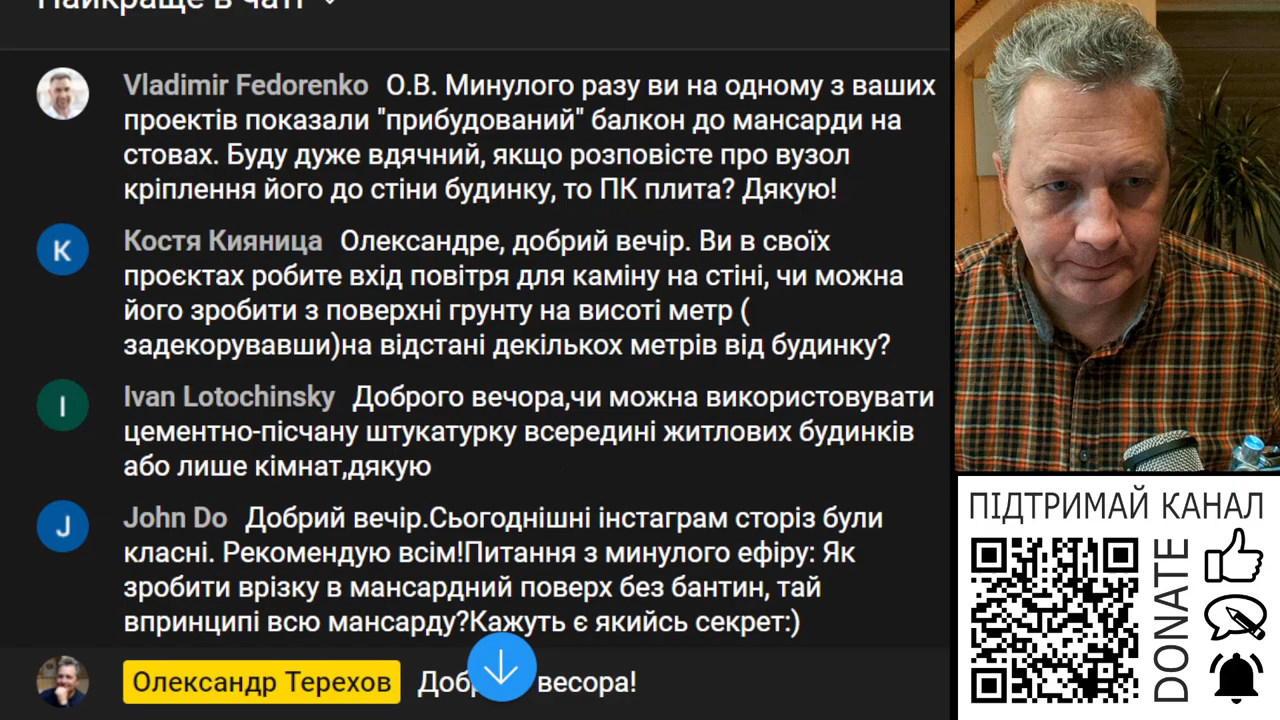 Найкраще в чаті
Vladimir Fedorenko О.В. Минулого разу ви на одному з ваших
проектів показали "прибудований" балкон до мансарди на
стовах. Буду дуже вдячний, якщо розповісте про вузол
кріплення його до стіни будинку, то ПК плита? Дякую!
К
Костя Кияница Олександре, добрий вечір. Ви в своїх
проєктах робите вхід повітря для каміну на стіні, чи можна
його зробити з поверхні грунту на висоті метр (
задекорувавши)на відстані декількох метрів від будинку?
I
Ivan Lotochinsky Доброго вечора,чи можна використовувати
цементно-пісчану штукатурку всередині житлових будинків
або лише кімнат,дякую
J
John Do Добрий вечір.Сьогоднішні інстаграм сторіз були
класні. Рекомендую всім!Питання з минулого ефіру: Як
зробити врізку в мансардний поверх без бантин, тай
впринципі всю мансарду?Кажуть є якийсь секрет:)
Олександр Терехов весора!
ПІДТРИМАЙ КАНАЛ
DONATE